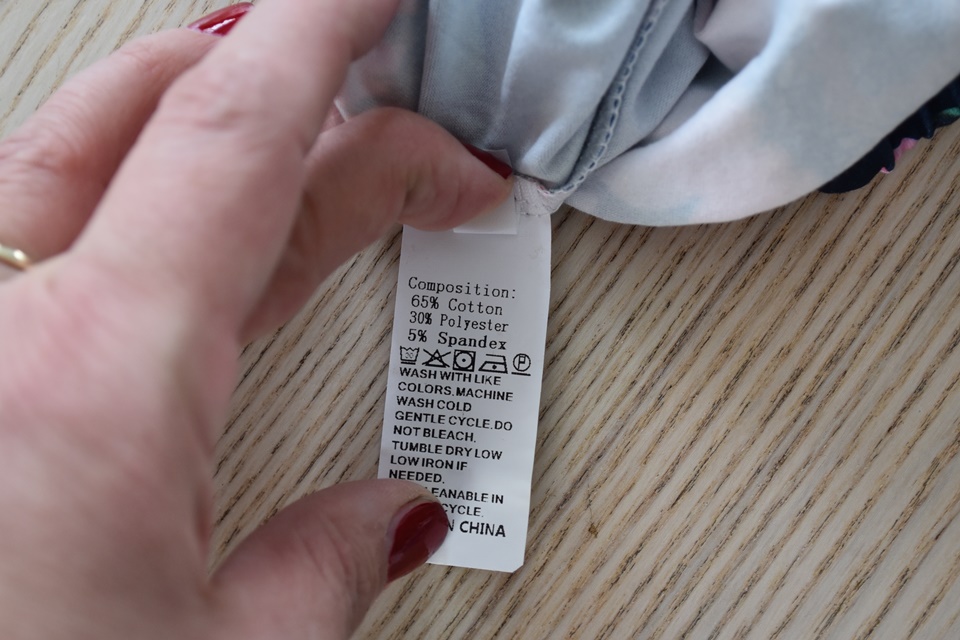 Composition:
65% Cotton
30% Polyester
5% Spandex
P
WASH WITH LIKE
COLORS.MACHINE
WASH COLD
GENTLE CYCLE.DO
NOT BLEACH,
TUMBLE DRY LOW
LOW IRON IF
NEEDED.
LEANABLE IN
CYCLE.
N CHINA